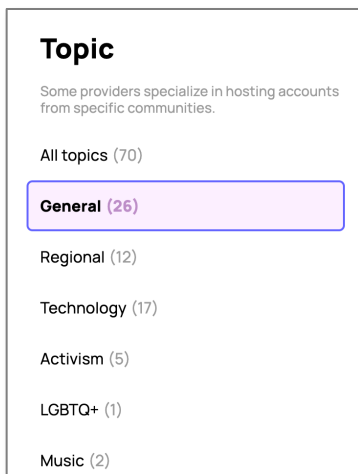 Topic
Some providers specialize in hosting accounts
from specific communities.
All topics (70)
General (26)
Regional (12)
Technology (17)
Activism (5)
LGBTQ+ (1)
Music (2)